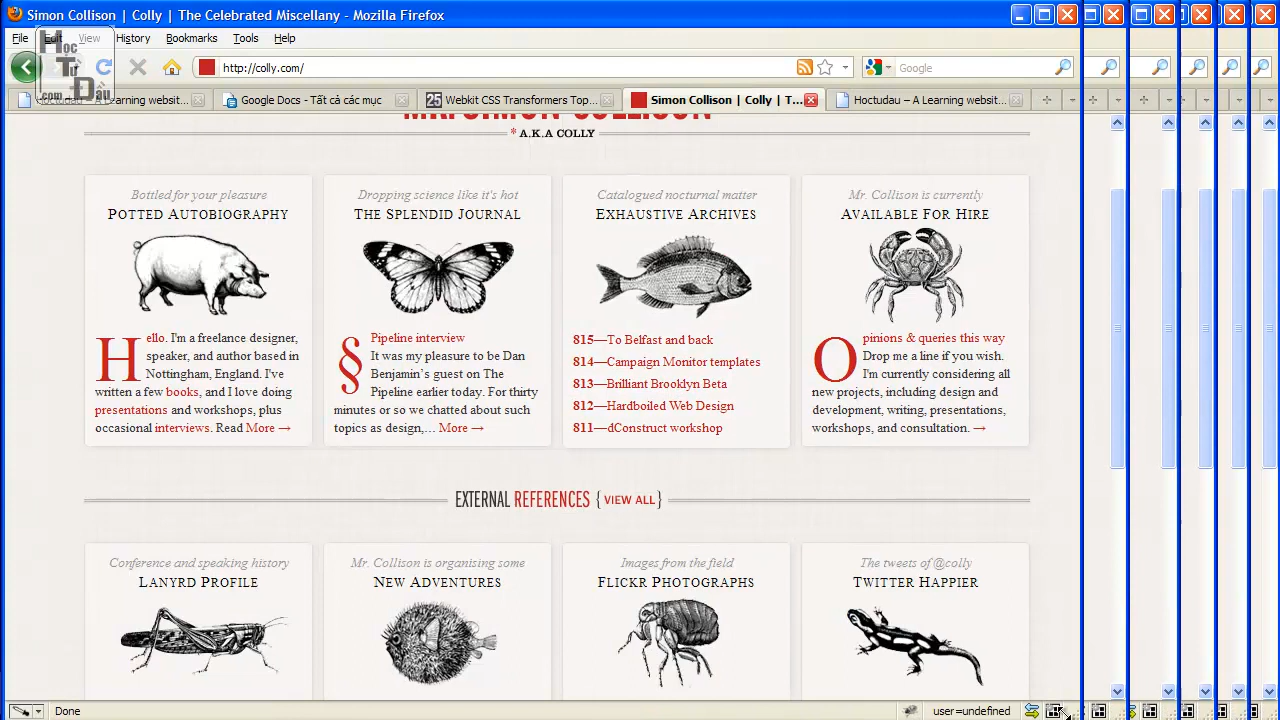 Simon Collison | Colly | The Celebrated Miscellany - Mozilla Firefox
File Edit View History Bookmarks Tools Help
Học Từ Đầu .com
http://colly.com/
Google
Octudau – A Learning websit...
Google Docs - Tất cả các mục
25 Webkit CSS Transformers Top...
Simon Collison | Colly | T...
Hoctudau – A Learning websit...
* A.K.A COLLY
Bottled for your pleasure
POTTED AUTOBIOGRAPHY
Hello. I'm a freelance designer,
speaker, and author based in
Nottingham, England. I've
written a few books, and I love doing
presentations and workshops, plus
occasional interviews. Read More →
Dropping science like it's hot
THE SPLENDID JOURNAL
§ Pipeline interview
It was my pleasure to be Dan
Benjamin's guest on The
Pipeline earlier today. For thirty
minutes or so we chatted about such
topics as design,... More →
Catalogued nocturnal matter
EXHAUSTIVE ARCHIVES
815—To Belfast and back
814—Campaign Monitor templates
813—Brilliant Brooklyn Beta
812—Hardboiled Web Design
811—dConstruct workshop
Mr. Collison is currently
AVAILABLE FOR HIRE
Opinions & queries this way
Drop me a line if you wish.
I'm currently considering all
new projects, including design and
development, writing, presentations,
workshops, and consultation. →
EXTERNAL REFERENCES { VIEW ALL }
Conference and speaking history
LANYRD PROFILE
Mr. Collison is organising some
NEW ADVENTURES
Images from the field
FLICKR PHOTOGRAPHS
The tweets of @colly
TWITTER HAPPIER
Done
user=undefined